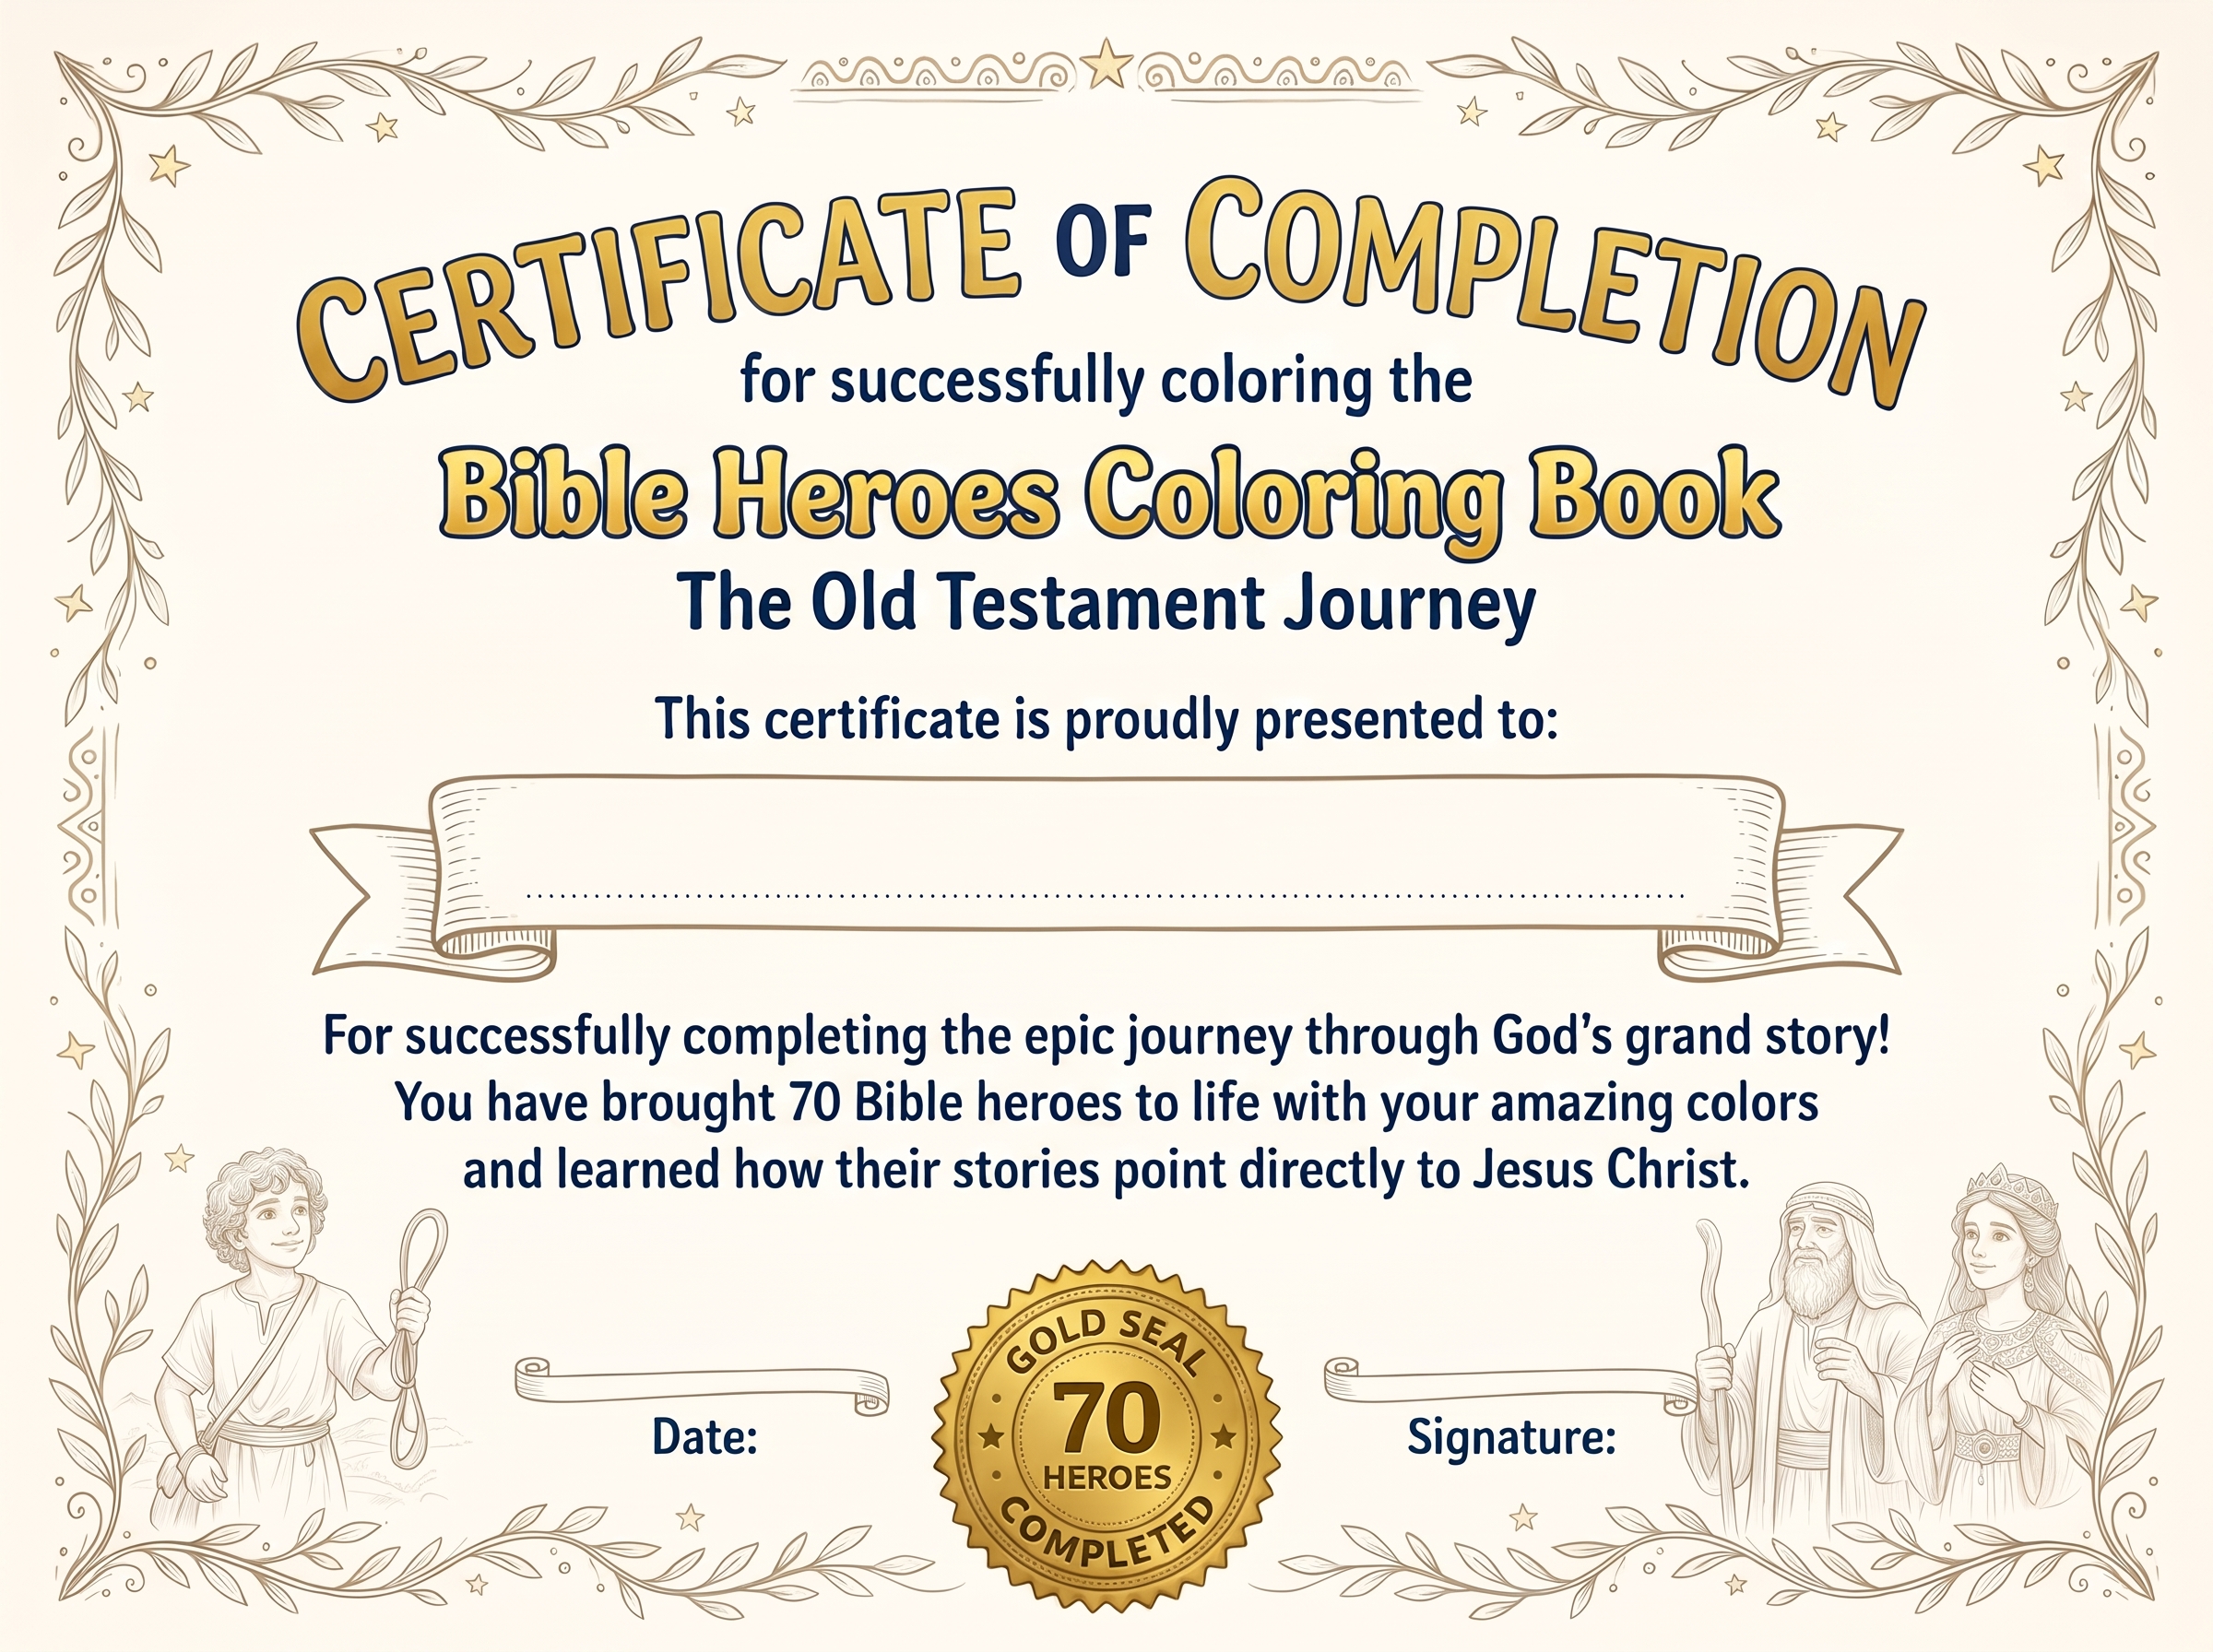 CERTIFICATE OF COMPLETION
for successfully coloring the
Bible Heroes Coloring Book
The Old Testament Journey
This certificate is proudly presented to:
For successfully completing the epic journey through God's grand story!
You have brought 70 Bible heroes to life with your amazing colors
and learned how their stories point directly to Jesus Christ.
GOLD SEAL
70
HEROES
COMPLETED
Date:
Signature: